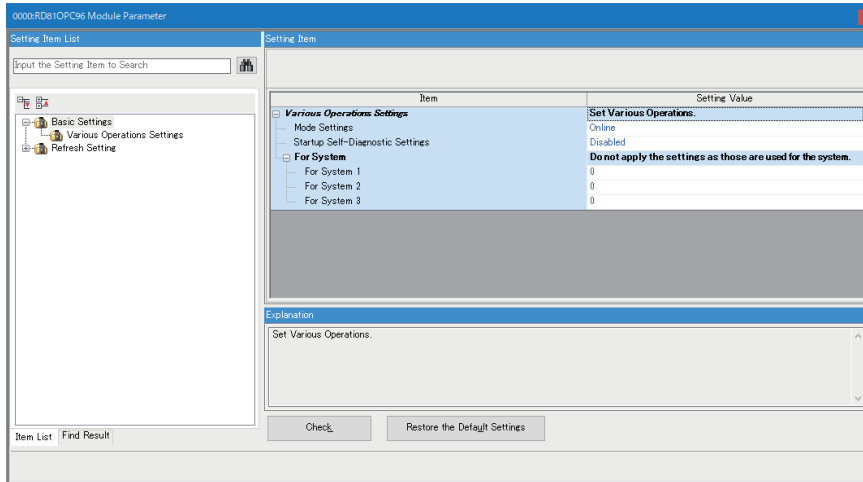 0000:RD81OPC96 Module Parameter
Setting Item List
Input the Setting Item to Search
Basic Settings
Various Operations Settings
Refresh Setting
Item List
Find Result
Setting Item
Item Setting Value
Various Operations Settings Set Various Operations.
Mode Settings Online
Startup Self-Diagnostic Settings Disabled
For System Do not apply the settings as those are used for the system.
For System 1 0
For System 2 0
For System 3 0
Explanation
Set Various Operations.
Check
Restore the Default Settings